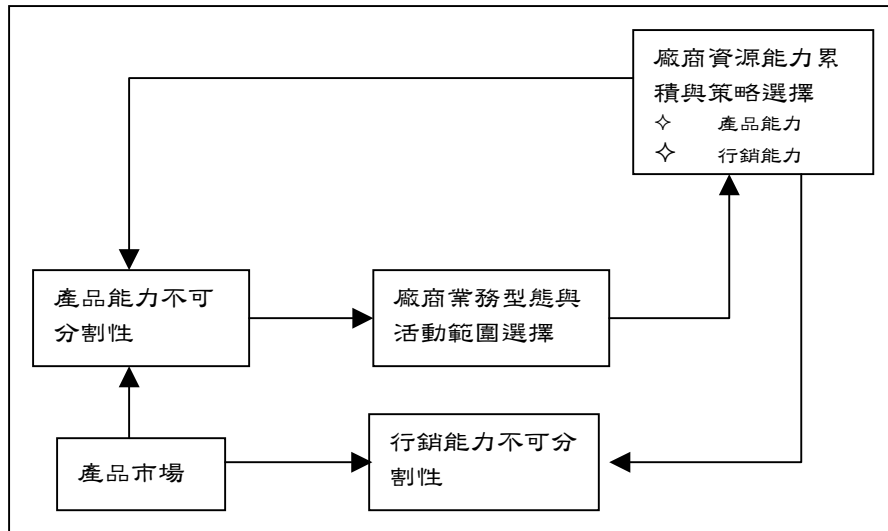 廠商資源能力累
積與策略選擇
✧ 產品能力
✧ 行銷能力
產品能力不可
分割性
廠商業務型態與
活動範圍選擇
產品市場
行銷能力不可分
割性